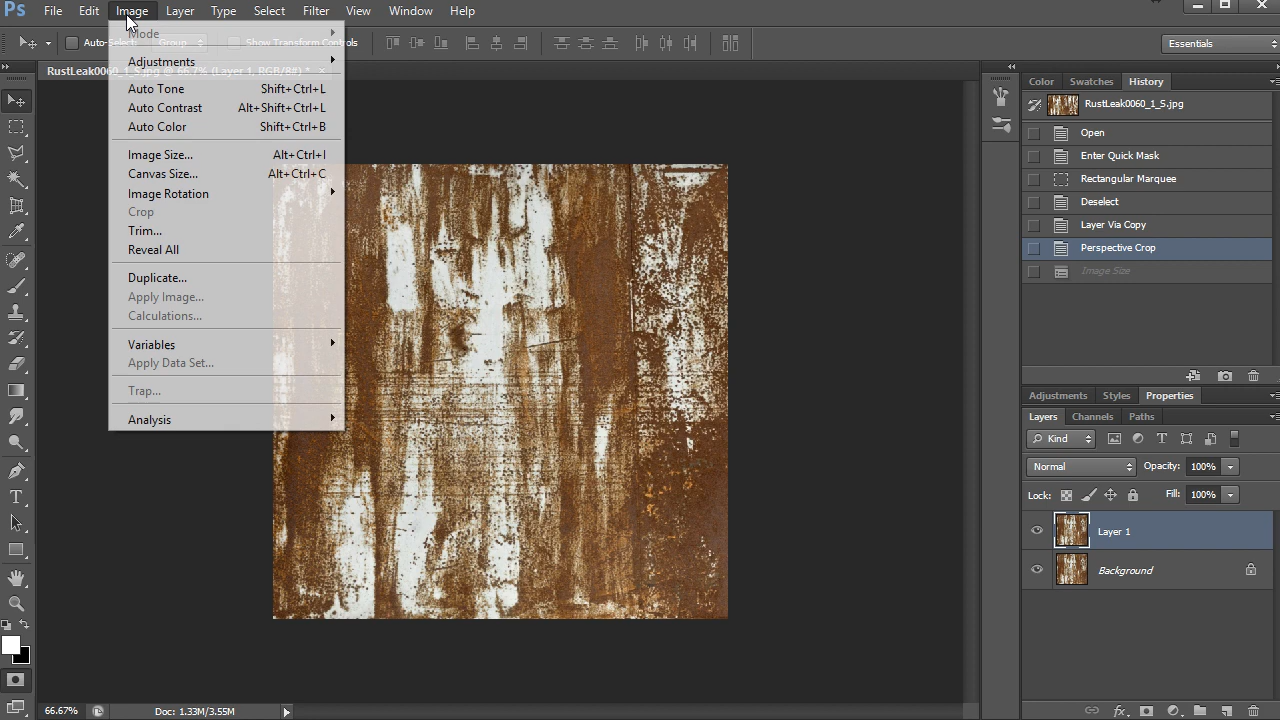 Ps File Edit Image Layer Type Select Filter View Window Help
Auto-Select: Group Show Transform Controls Essentials
RustLeak0060_1_S.jpg @ 66.7% (Layer 1, RGB/8#) * ×
Mode
Adjustments
Auto Tone Shift+Ctrl+L
Auto Contrast Alt+Shift+Ctrl+L
Auto Color Shift+Ctrl+B
Image Size... Alt+Ctrl+I
Canvas Size... Alt+Ctrl+C
Image Rotation
Crop
Trim...
Reveal All
Duplicate...
Apply Image...
Calculations...
Variables
Apply Data Set...
Trap...
Analysis
Color Swatches History
RustLeak0060_1_S.jpg
Open
Enter Quick Mask
Rectangular Marquee
Deselect
Layer Via Copy
Perspective Crop
Image Size
Adjustments Styles Properties
Layers Channels Paths
Kind
Normal Opacity: 100%
Lock: Fill: 100%
Layer 1
Background
66.67% Doc: 1.33M/3.55M